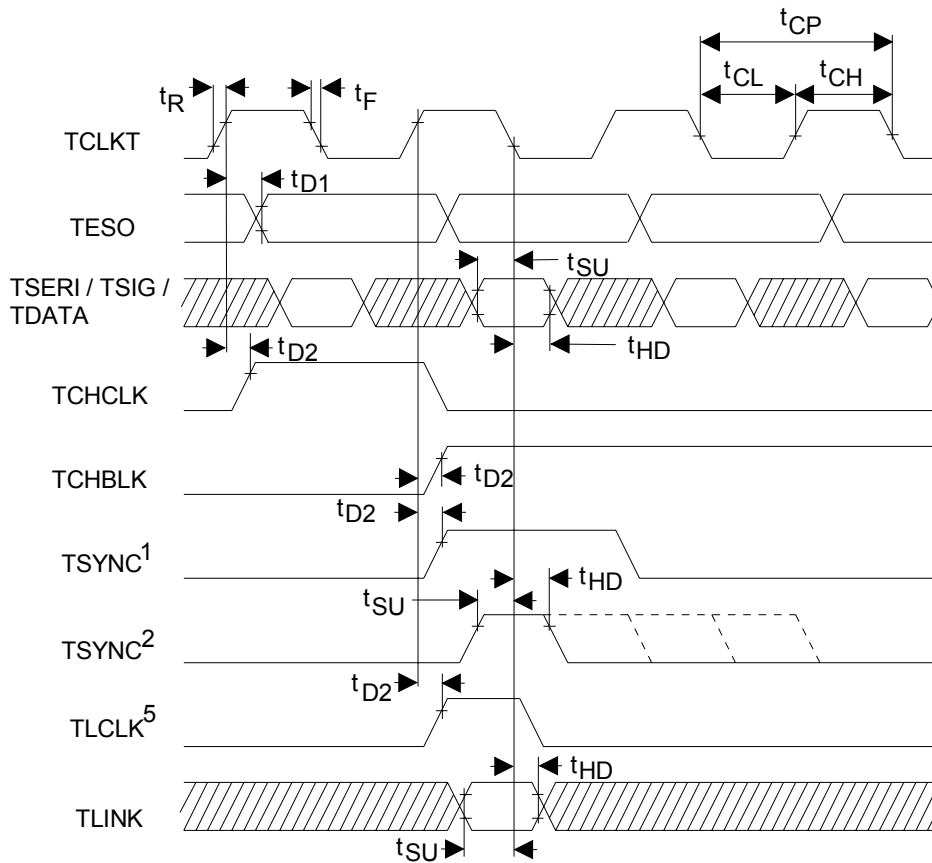 tCP
tCL tCH
tR tF
TCLKT
tD1
TESO
tSU
TSERI / TSIG /
TDATA
tHD
tD2
TCHCLK
TCHBLK
tD2
tD2
TSYNC1
tHD
tSU
TSYNC2
tD2
TLCLK5
tHD
TLINK
tSU